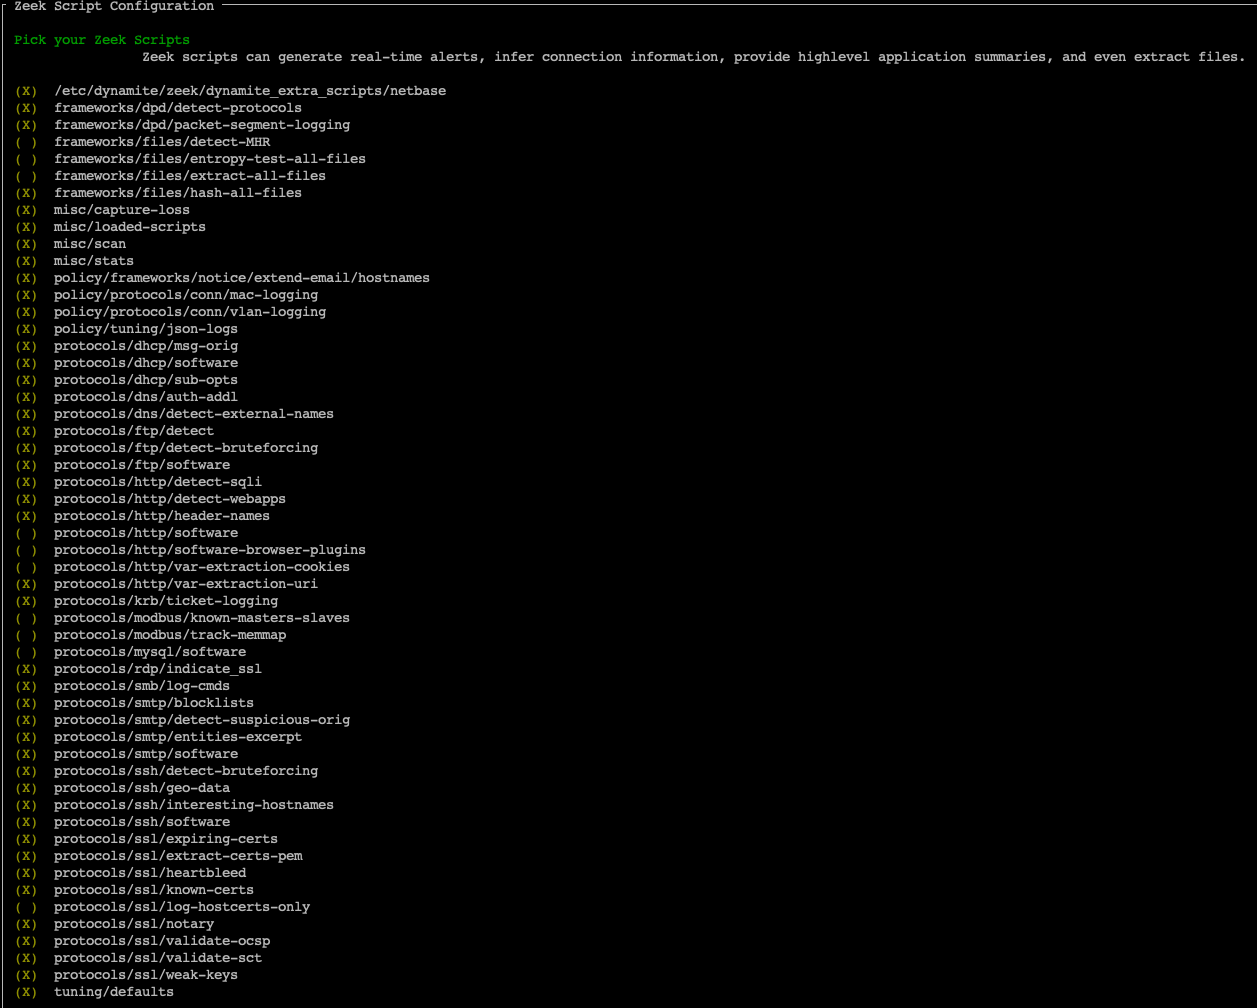 Zeek Script Configuration
Pick your Zeek Scripts
Zeek scripts can generate real-time alerts, infer connection information, provide highlevel application summaries, and even extract files.
(X) /etc/dynamite/zeek/dynamite_extra_scripts/netbase
(X) frameworks/dpd/detect-protocols
(X) frameworks/dpd/packet-segment-logging
( ) frameworks/files/detect-MHR
( ) frameworks/files/entropy-test-all-files
( ) frameworks/files/extract-all-files
(X) frameworks/files/hash-all-files
(X) misc/capture-loss
(X) misc/loaded-scripts
(X) misc/scan
(X) misc/stats
(X) policy/frameworks/notice/extend-email/hostnames
(X) policy/protocols/conn/mac-logging
(X) policy/protocols/conn/vlan-logging
(X) policy/tuning/json-logs
(X) protocols/dhcp/msg-orig
(X) protocols/dhcp/software
(X) protocols/dhcp/sub-opts
(X) protocols/dns/auth-addl
(X) protocols/dns/detect-external-names
(X) protocols/ftp/detect
(X) protocols/ftp/detect-bruteforcing
(X) protocols/ftp/software
(X) protocols/http/detect-sqli
(X) protocols/http/detect-webapps
(X) protocols/http/header-names
( ) protocols/http/software
( ) protocols/http/software-browser-plugins
( ) protocols/http/var-extraction-cookies
(X) protocols/http/var-extraction-uri
(X) protocols/krb/ticket-logging
( ) protocols/modbus/known-masters-slaves
( ) protocols/modbus/track-memmap
( ) protocols/mysql/software
(X) protocols/rdp/indicate_ssl
(X) protocols/smb/log-cmds
(X) protocols/smtp/blocklists
(X) protocols/smtp/detect-suspicious-orig
(X) protocols/smtp/entities-excerpt
(X) protocols/smtp/software
(X) protocols/ssh/detect-bruteforcing
(X) protocols/ssh/geo-data
(X) protocols/ssh/interesting-hostnames
(X) protocols/ssh/software
(X) protocols/ssl/expiring-certs
(X) protocols/ssl/extract-certs-pem
(X) protocols/ssl/heartbleed
(X) protocols/ssl/known-certs
( ) protocols/ssl/log-hostcerts-only
(X) protocols/ssl/notary
(X) protocols/ssl/validate-ocsp
(X) protocols/ssl/validate-sct
(X) protocols/ssl/weak-keys
(X) tuning/defaults